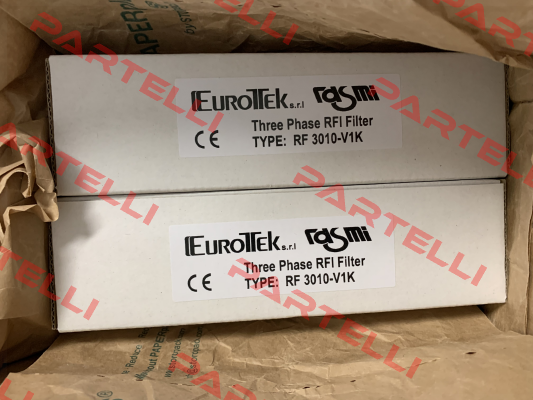 PARTELLI
EUROTEK s.r.l rasmi
CE Three Phase RFI Filter
TYPE: RF 3010-V1K
EUROTEK s.r.l rasmi
CE Three Phase RFI Filter
TYPE: RF 3010-V1K
PARTELLI
PARTELLI
PARTELLI
PARTELLI